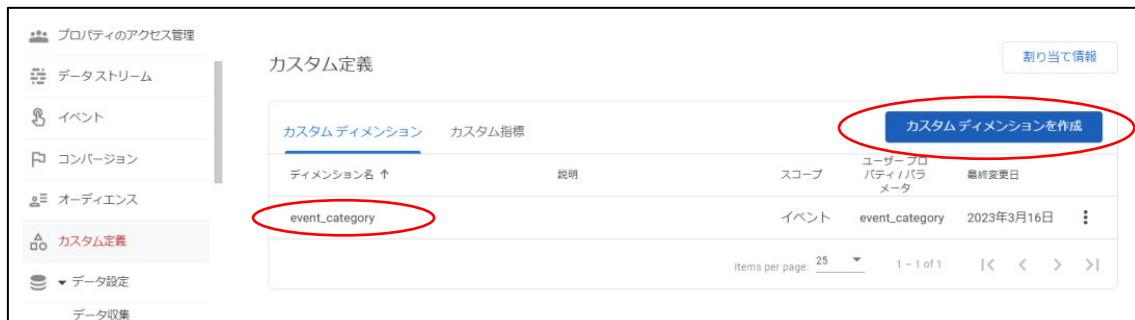 プロパティのアクセス管理
データ ストリーム
イベント
コンバージョン
オーディエンス
カスタム定義
データ設定
データ収集
カスタム定義
割り当て情報
カスタム ディメンション カスタム指標
カスタム ディメンションを作成
ディメンション名 ↑ 説明 スコープ ユーザー プロ
パティ / パラ
メータ 最終変更日
event_category イベント event_category 2023年3月16日
Items per page: 25 1 – 1 of 1